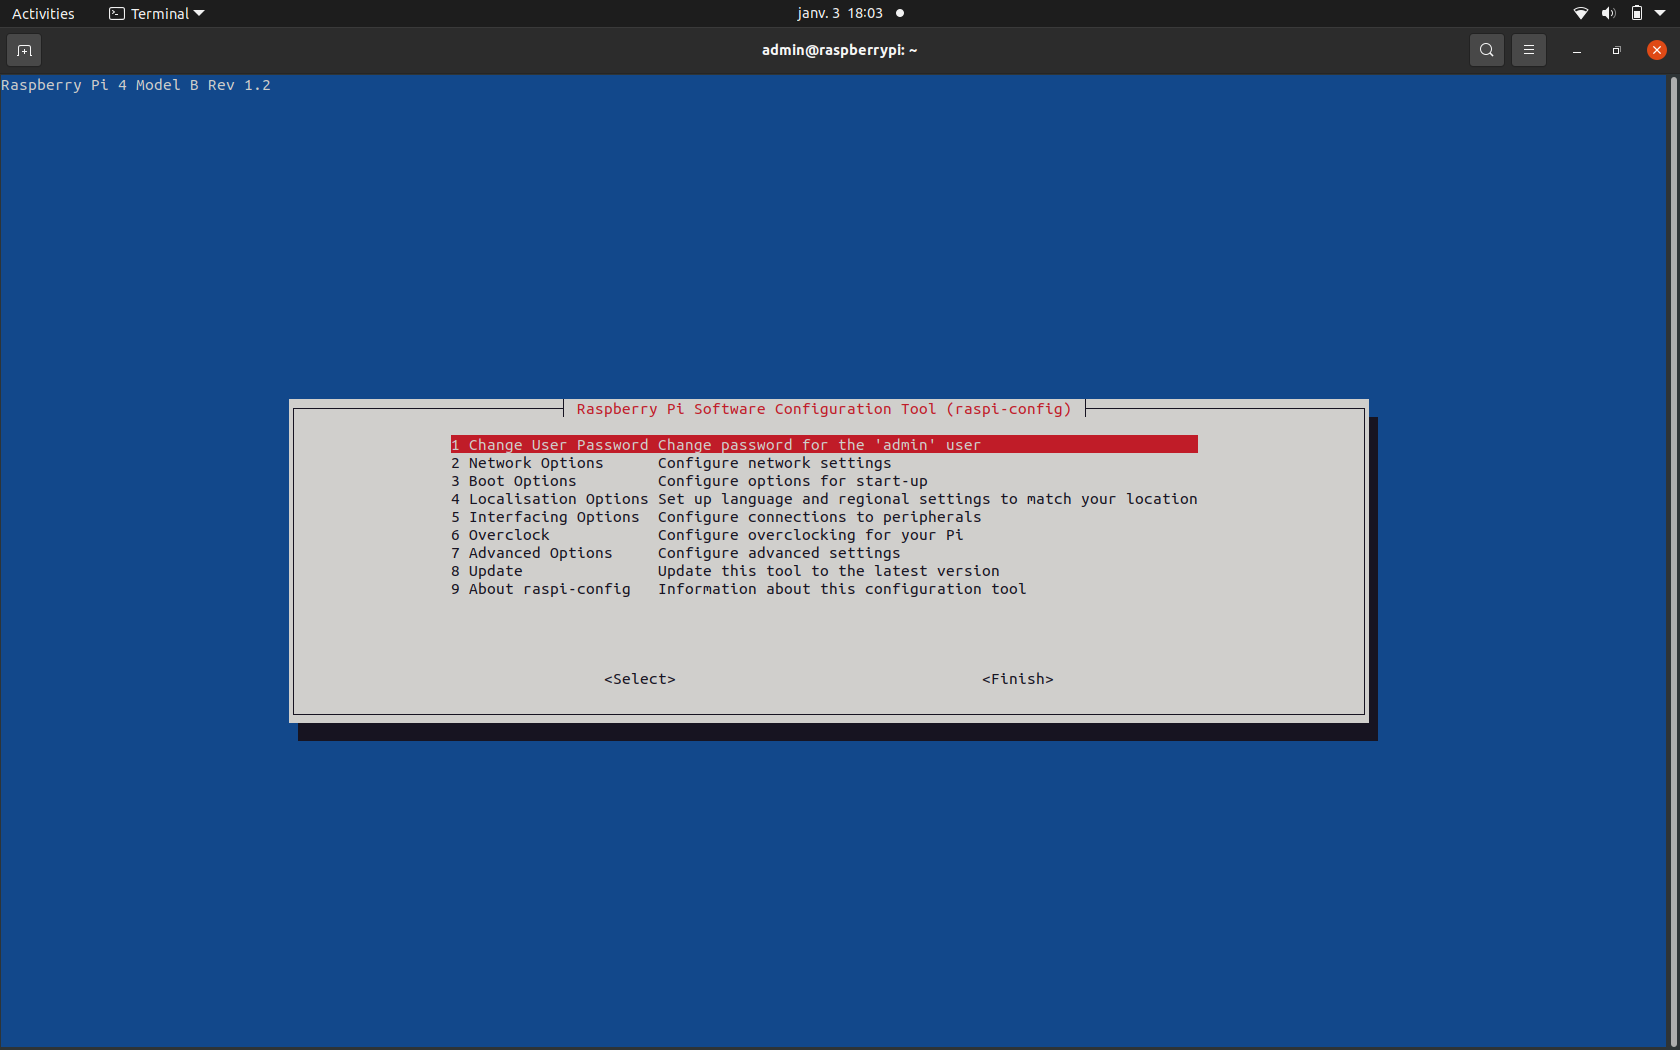 Activities Terminal janv. 3 18:03
admin@raspberrypi: ~
Raspberry Pi 4 Model B Rev 1.2
Raspberry Pi Software Configuration Tool (raspi-config)
1 Change User Password Change password for the 'admin' user
2 Network Options Configure network settings
3 Boot Options Configure options for start-up
4 Localisation Options Set up language and regional settings to match your location
5 Interfacing Options Configure connections to peripherals
6 Overclock Configure overclocking for your Pi
7 Advanced Options Configure advanced settings
8 Update Update this tool to the latest version
9 About raspi-config Information about this configuration tool
<Select> <Finish>